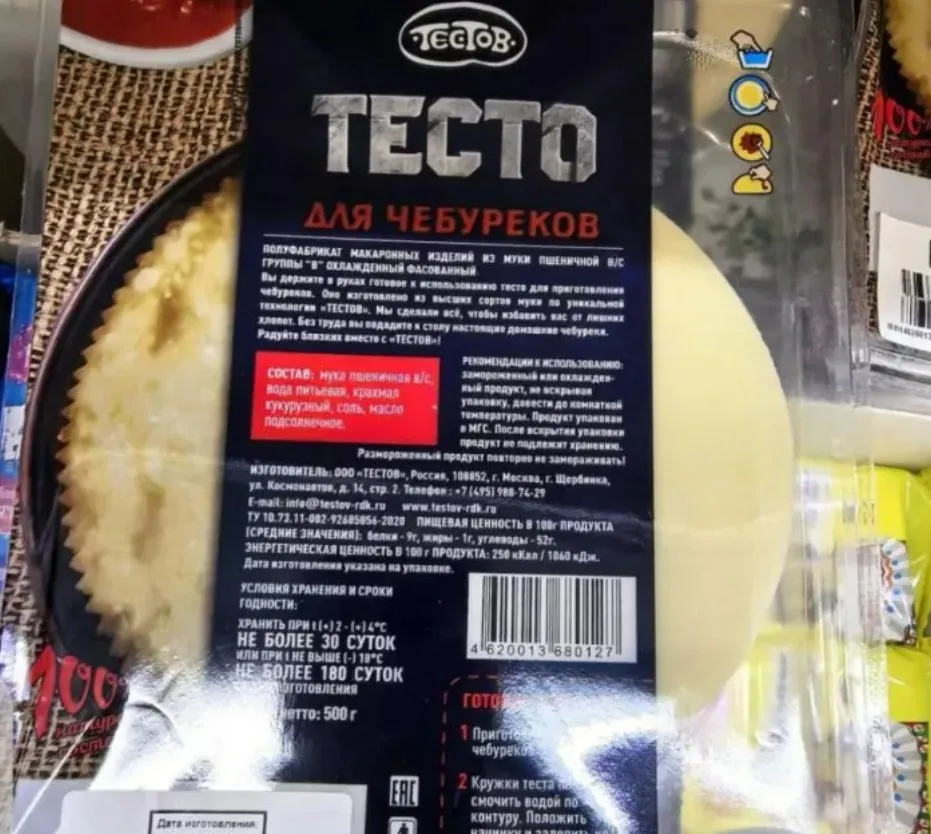 ТЕСТОВ
ТЕСТО
ДЛЯ ЧЕБУРЕКОВ
ПОЛУФАБРИКАТ МАКАРОННЫХ ИЗДЕЛИЙ ИЗ МУКИ ПШЕНИЧНОЙ В/С
ГРУППЫ "В" ОХЛАЖДЕННЫЙ ФАСОВАННЫЙ
Вы держите в руках готовое к использованию тесто для приготовления
чебуреков. Оно изготовлено из высших сортов муки по уникальной
технологии «ТЕСТОВ». Мы сделали всё, чтобы избавить вас от лишних
хлопот. Без труда вы подадите к столу настоящие домашние чебуреки.
Радуйте близких вместе с «ТЕСТОВ»!
СОСТАВ: мука пшеничная в/с,
вода питьевая, крахмал
кукурузный, соль, масло
подсолнечное.
РЕКОМЕНДАЦИИ К ИСПОЛЬЗОВАНИЮ:
замороженный или охлажден-
ный продукт, не вскрывая
упаковку, довести до комнатной
температуры. Продукт упакован
в МГС. После вскрытия упаковки
продукт не подлежит хранению.
Размороженный продукт повторно не замораживать!
ИЗГОТОВИТЕЛЬ: ООО «ТЕСТОВ», Россия, 108852, г. Москва, г. Щербинка,
ул. Космонавтов, д. 14, стр. 2. Телефон: +7 (495) 988-74-29
E-mail: info@testov-rdk.ru www.testov-rdk.ru
ТУ 10.73.11-002-92685856-2020 ПИЩЕВАЯ ЦЕННОСТЬ В 100г ПРОДУКТА
(СРЕДНИЕ ЗНАЧЕНИЯ): белки - 9г, жиры - 1г, углеводы - 52г.
ЭНЕРГЕТИЧЕСКАЯ ЦЕННОСТЬ В 100 г ПРОДУКТА: 250 кКал / 1060 кДж.
Дата изготовления указана на упаковке.
УСЛОВИЯ ХРАНЕНИЯ И СРОКИ
ГОДНОСТИ:
ХРАНИТЬ ПРИ t (+) 2 - (+) 4°C
НЕ БОЛЕЕ 30 СУТОК
ИЛИ ПРИ t НЕ ВЫШЕ (-) 18°C
НЕ БОЛЕЕ 180 СУТОК
нетто: 500 г
4 620013 680127
ГОТО
1 Приго
чебуреко
2 Кружки теста
смочить водой по
контуру. Положить
начинки и
EAC
100%
Дата изготовления: